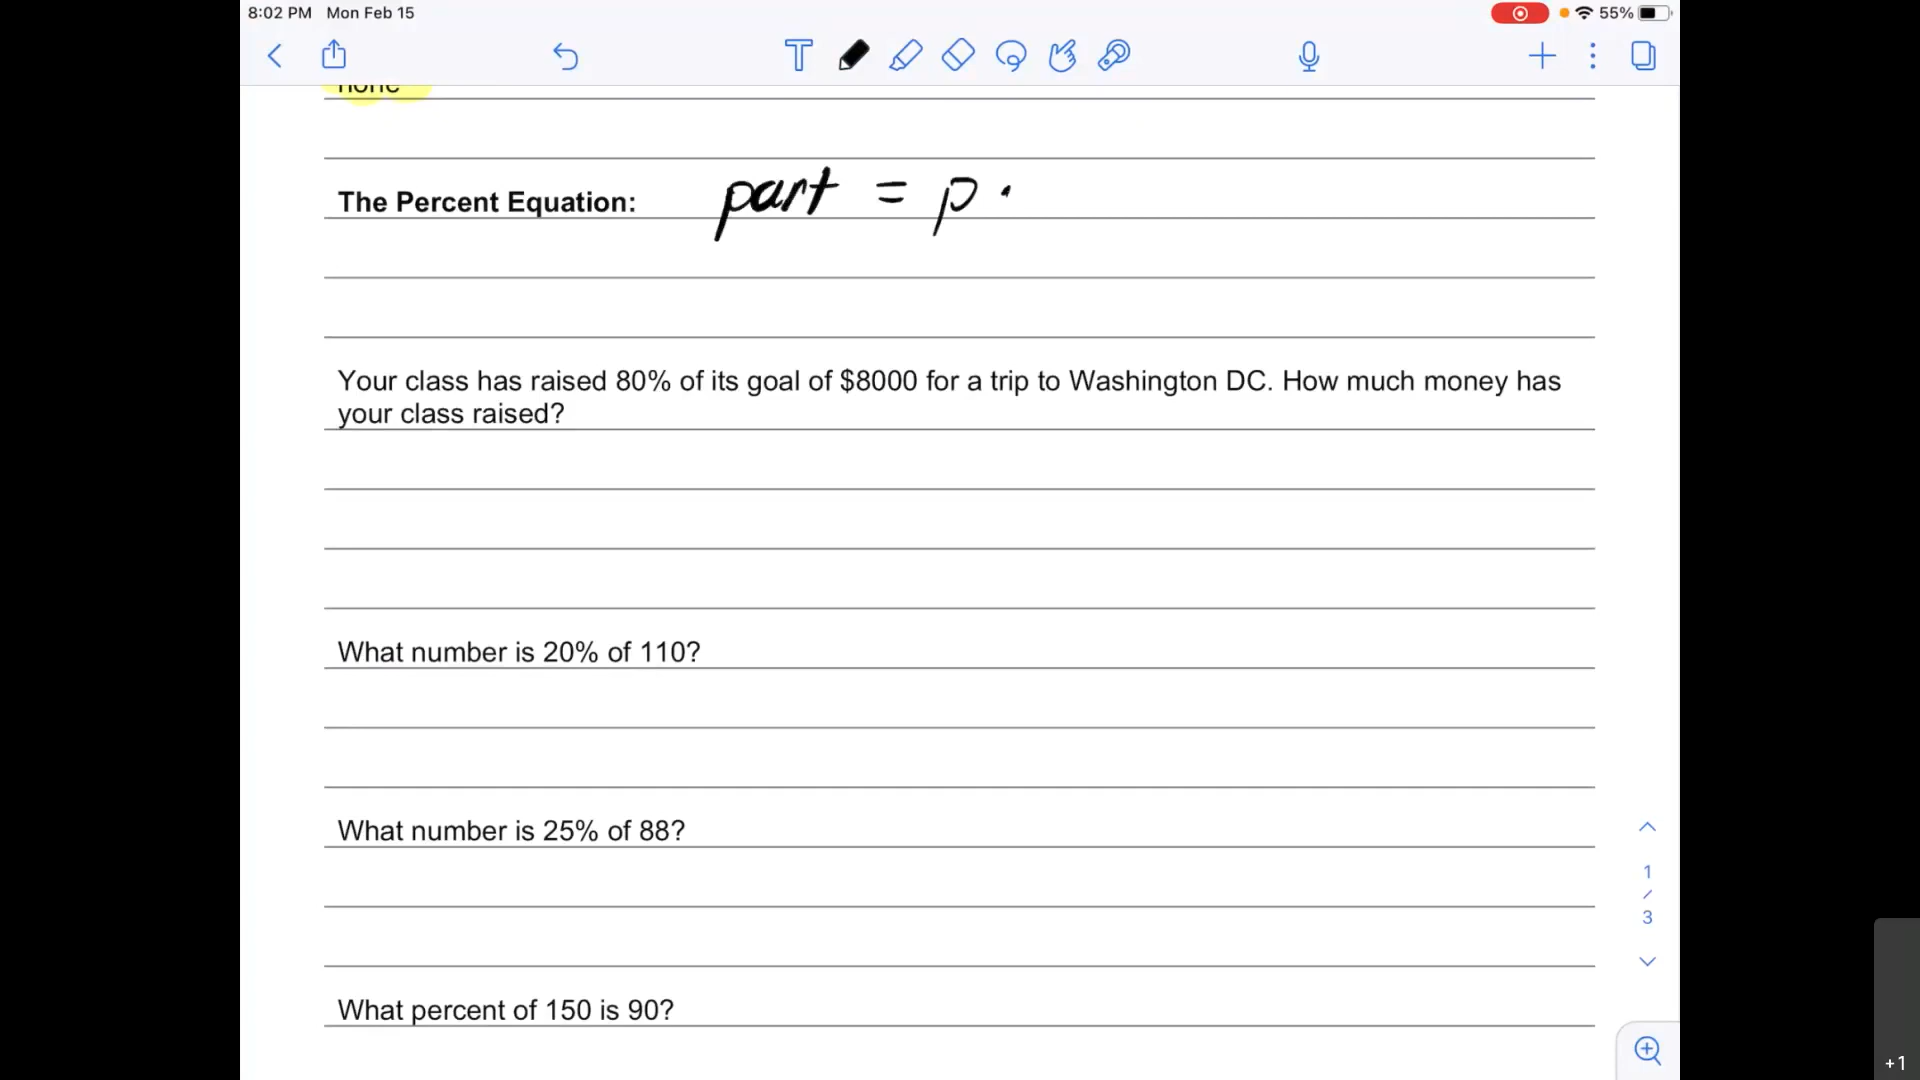 8:02 PM Mon Feb 15
55%
none
The Percent Equation: part = p ·
Your class has raised 80% of its goal of $8000 for a trip to Washington DC. How much money has
your class raised?
What number is 20% of 110?
What number is 25% of 88?
1
/
3
What percent of 150 is 90?
+1